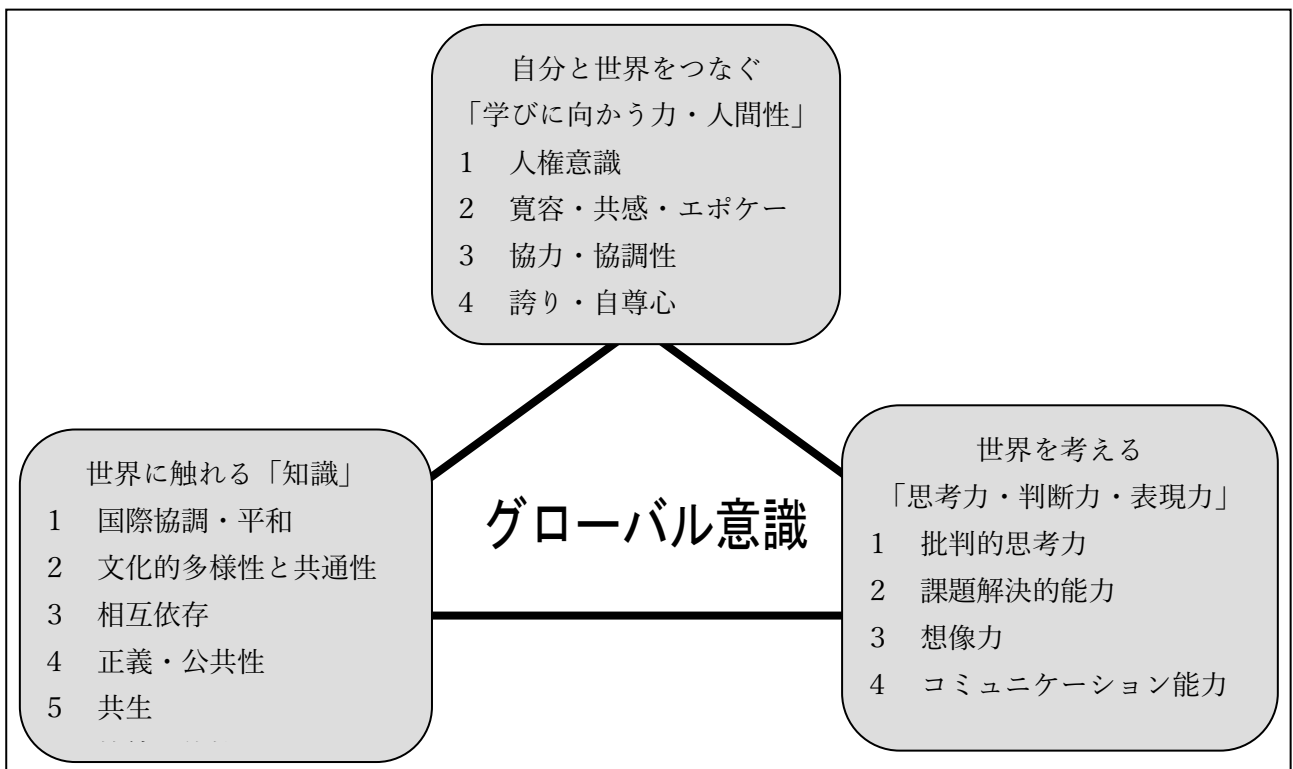 自分と世界をつなぐ
「学びに向かう力・人間性」
1 人権意識
2 寛容・共感・エポケー
3 協力・協調性
4 誇り・自尊心
世界に触れる「知識」
1 国際協調・平和
2 文化的多様性と共通性
3 相互依存
4 正義・公共性
5 共生
グローバル意識
世界を考える
「思考力・判断力・表現力」
1 批判的思考力
2 課題解決的能力
3 想像力
4 コミュニケーション能力